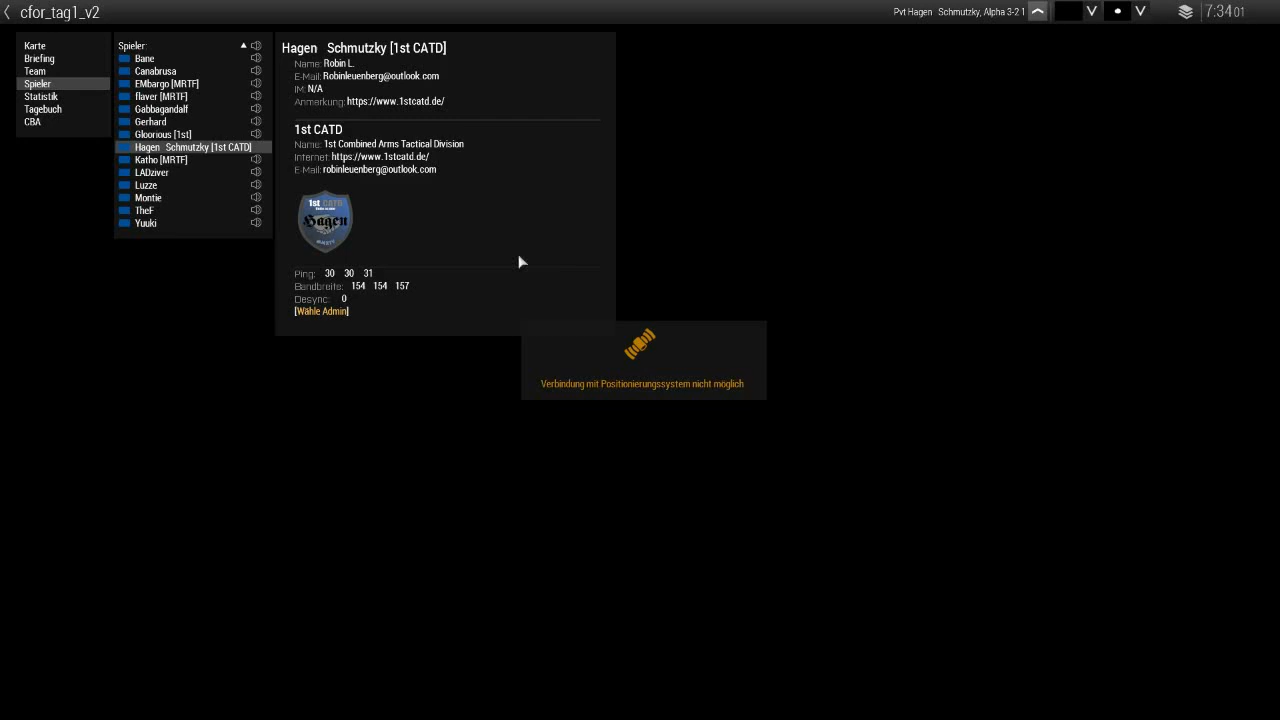 cfor_tag1_v2
Pvt Hagen Schmutzky, Alpha 3-2 1
7:34 01
Karte
Briefing
Team
Spieler
Statistik
Tagebuch
CBA
Spieler:
Bane
Canabrusa
EMbargo [MRTF]
flaver [MRTF]
Gabbagandalf
Gerhard
Gloorious [1st]
Hagen Schmutzky [1st CATD]
Katho [MRTF]
LADziver
Luzze
Montie
TheF
Yuuki
Hagen Schmutzky [1st CATD]
Name: Robin L.
E-Mail: Robinleuenberg@outlook.com
IM: N/A
Anmerkung: https://www.1stcatd.de/
1st CATD
Name: 1st Combined Arms Tactical Division
Internet: https://www.1stcatd.de/
E-Mail: robinleuenberg@outlook.com
1st CATD
Hagen
Ping: 30 30 31
Bandbreite: 154 154 157
Desync: 0
[Wähle Admin]
Verbindung mit Positionierungssystem nicht möglich